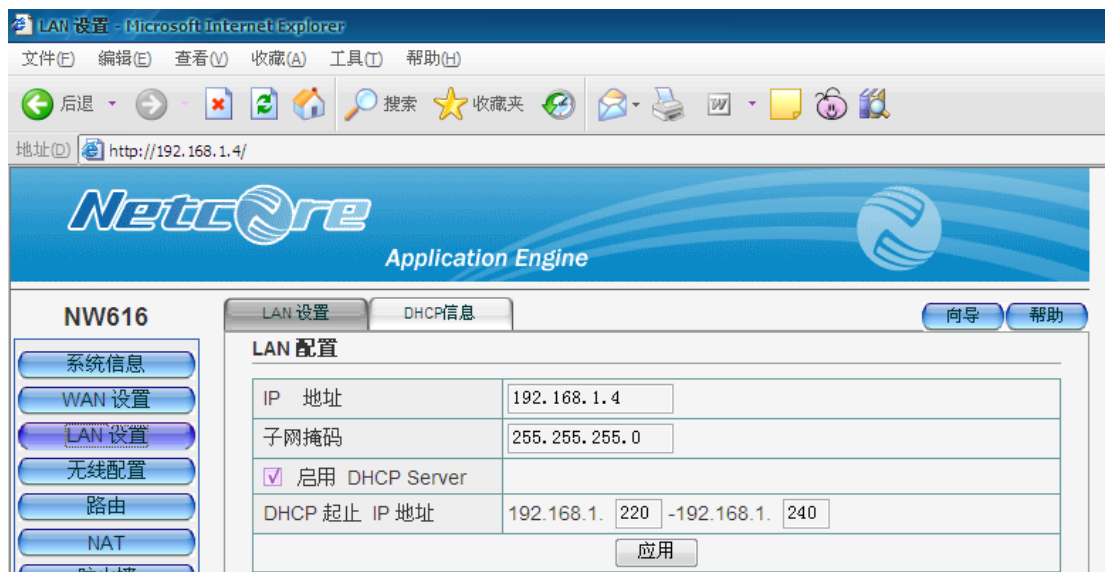 LAN 设置 - Microsoft Internet Explorer
文件(F) 编辑(E) 查看(V) 收藏(A) 工具(T) 帮助(H)
后退 搜索 收藏夹
地址(D) http://192.168.1.4/
Netcore
Application Engine
NW616
LAN 设置 DHCP信息 向导 帮助
LAN 配置
系统信息
WAN 设置
LAN 设置
无线配置
路由
NAT
IP 地址 192.168.1.4
子网掩码 255.255.255.0
启用 DHCP Server
DHCP 起止 IP 地址 192.168.1. 220 -192.168.1. 240
应用